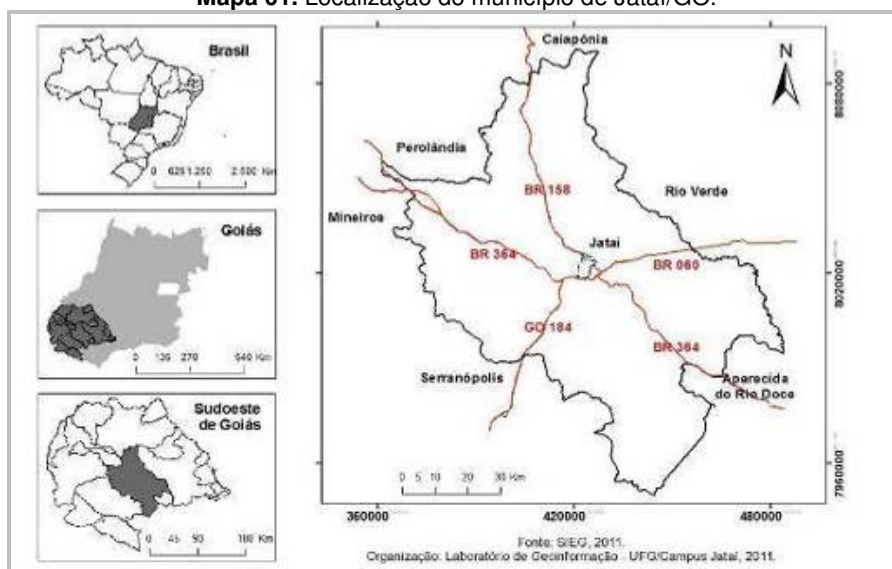 Mapa 01. Localização do município de Jataí/GO.
Brasil
0 625 1.250 2.500 Km
Goiás
0 135 270 540 Km
Sudoeste
de Goiás
0 45 90 180 Km
Caiapónia
N
Perolândia
BR 158
Rio Verde
Mineiros
Jataí
BR 364
BR 060
GO 184
BR 364
Serranópolis
Aparecida
do Rio Doce
0 5 10 20 30 Km
8080000
8020000
7960000
360000
420000
480000
Fonte: SIEG, 2011.
Organização: Laboratório de Geoinformação - UFG/Campus Jataí, 2011.